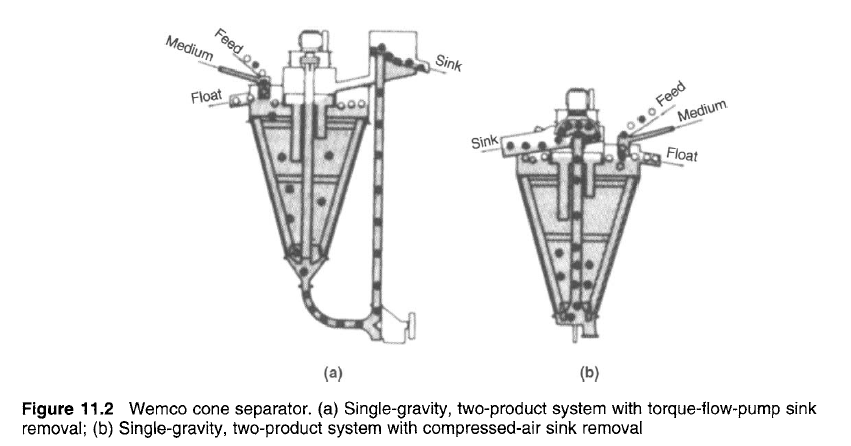 Feed
Medium
Float
Sink
Feed
Medium
Sink
Float
(a)
(b)
Figure 11.2 Wemco cone separator. (a) Single-gravity, two-product system with torque-flow-pump sink
removal; (b) Single-gravity, two-product system with compressed-air sink removal